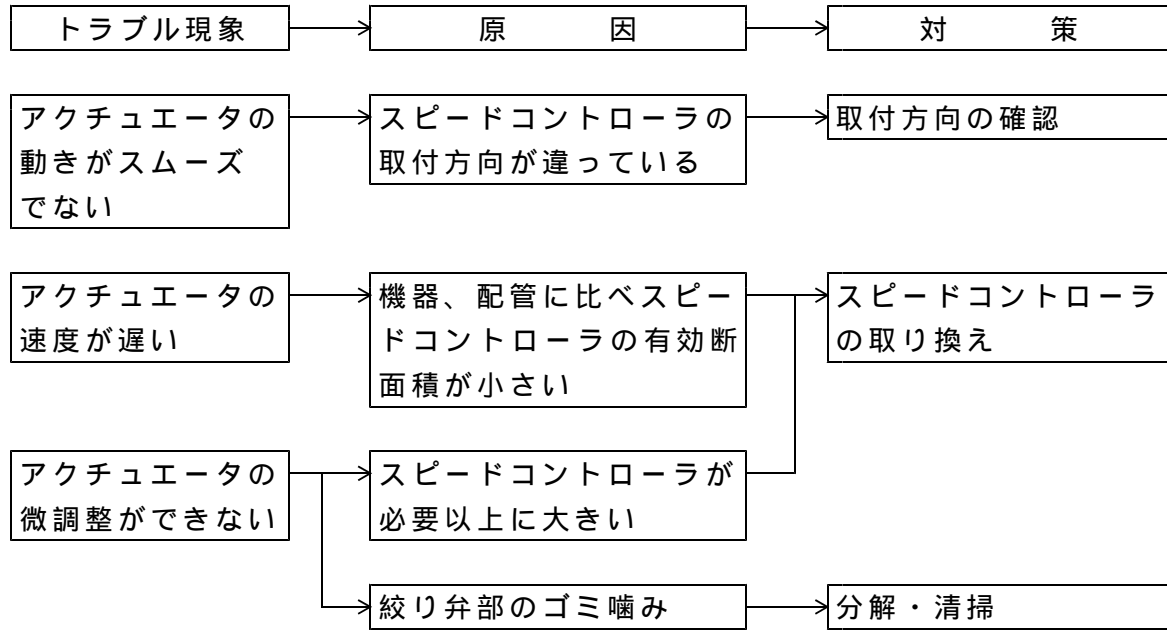 トラブル現象
原因
対策
アクチュエータの
動きがスムーズ
でない
スピードコントローラの
取付方向が違っている
取付方向の確認
アクチュエータの
速度が遅い
機器、配管に比べスピー
ドコントローラの有効断
面積が小さい
スピードコントローラ
の取り換え
アクチュエータの
微調整ができない
スピードコントローラが
必要以上に大きい
絞り弁部のゴミ噛み
分解・清掃